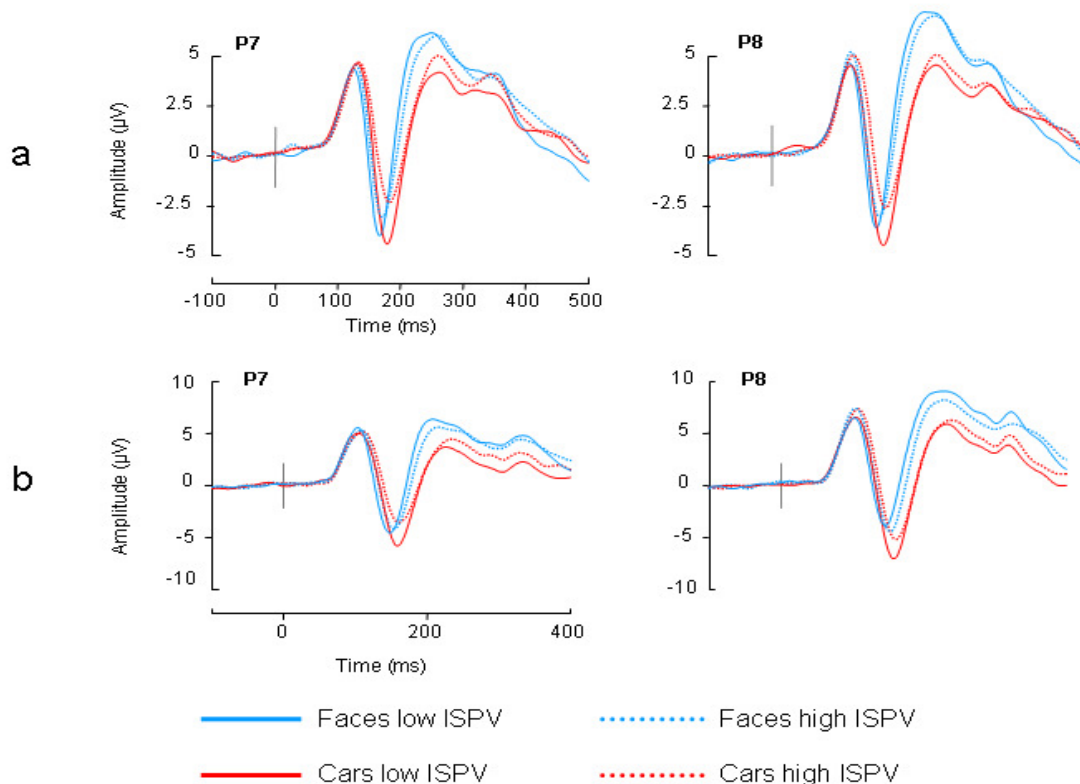 a
P7
P8
Amplitude (µV)
5
2.5
0
-2.5
-5
5
2.5
0
-2.5
-5
-100 0 100 200 300 400 500
Time (ms)
b
P7
P8
Amplitude (µV)
10
5
0
-5
-10
10
5
0
-5
-10
0 200 400
Time (ms)
Faces low ISPV
Faces high ISPV
Cars low ISPV
Cars high ISPV